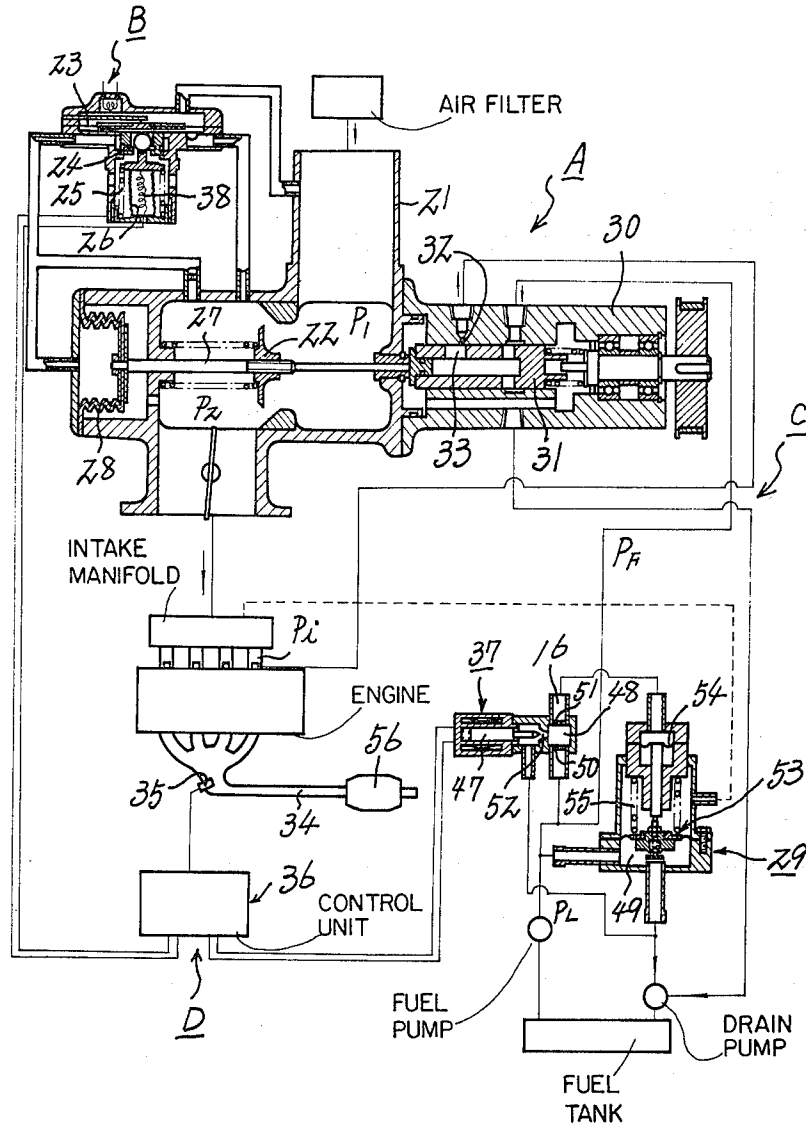 B
23
AIR FILTER
24
25
38
26
21
A
30
32
27
22
P1
P2
28
33
31
C
PF
INTAKE
MANIFOLD
Pi
37
16
51
48
54
ENGINE
56
35
47
52
50
55
53
34
29
36
CONTROL
UNIT
49
PL
D
FUEL
PUMP
DRAIN
PUMP
FUEL
TANK